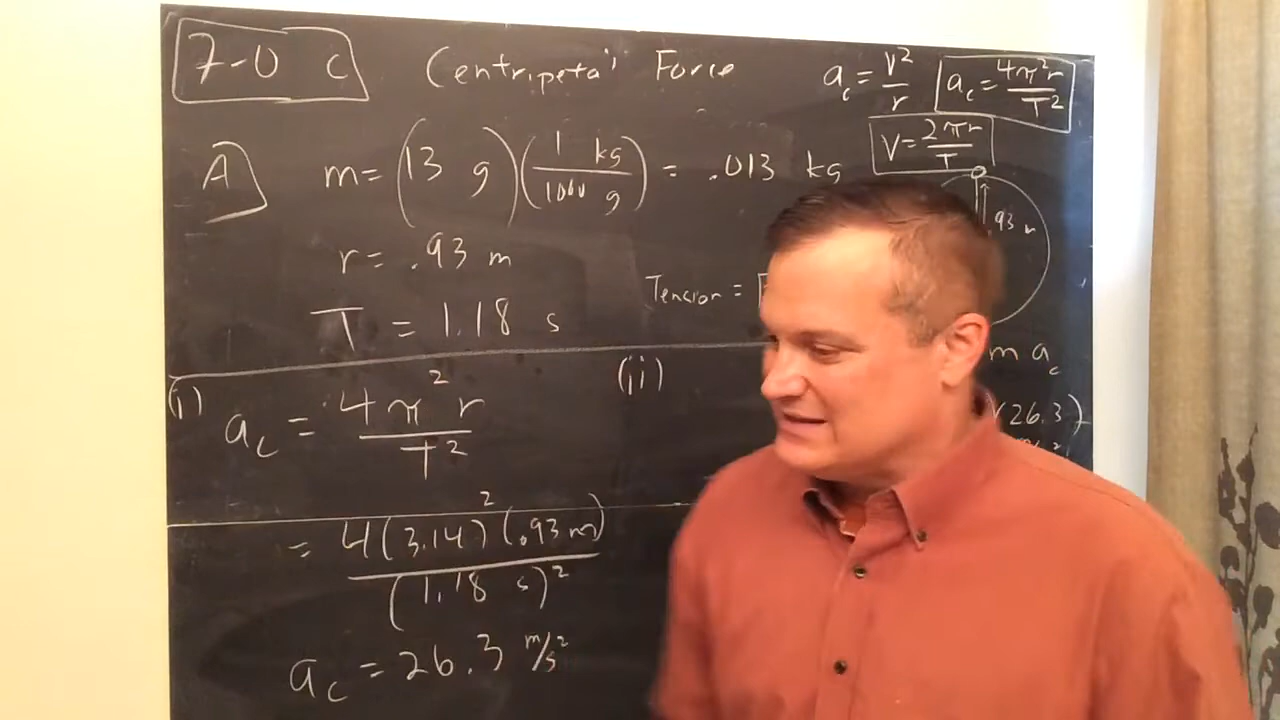 7-0 c Centripetal Force
a_c = v²/r
a_c = 4π²r/T²
v = 2πr/T
A m = (13 g)(1 kg/1000 g) = .013 kg
.93 m
r = .93 m
Tension =
T = 1.18 s
(i) (ii)
m a_c
a_c = 4π²r/T²
(26.3)
= 4(3.14)²(.93 m)/(1.18 s)²
a_c = 26.3 m/s²